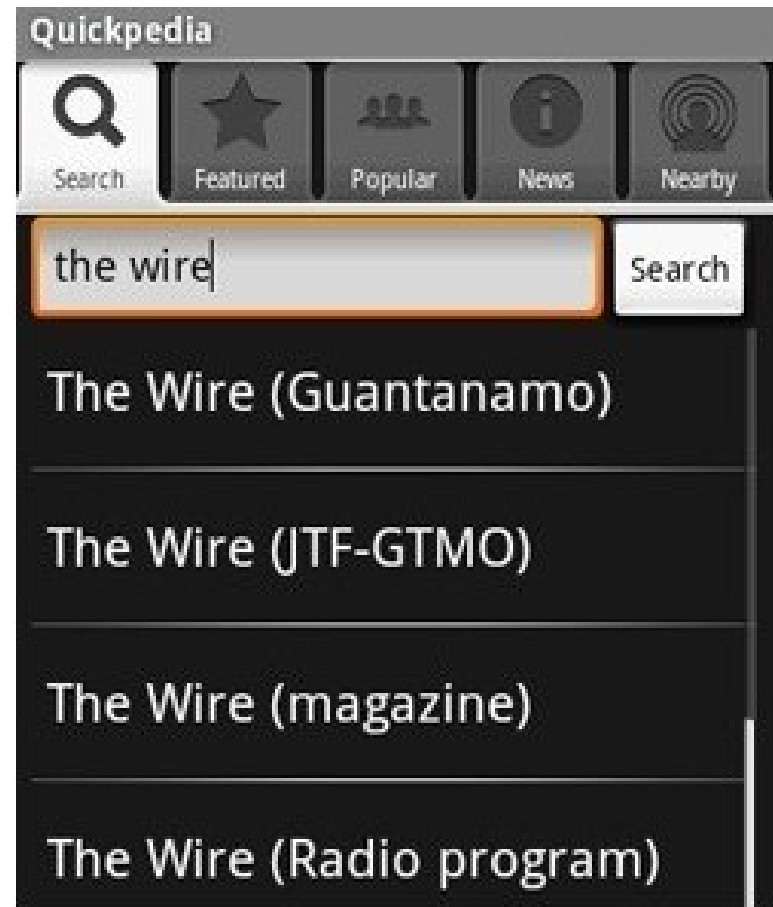 Quickpedia
Search Featured Popular News Nearby
the wire Search
The Wire (Guantanamo)
The Wire (JTF-GTMO)
The Wire (magazine)
The Wire (Radio program)